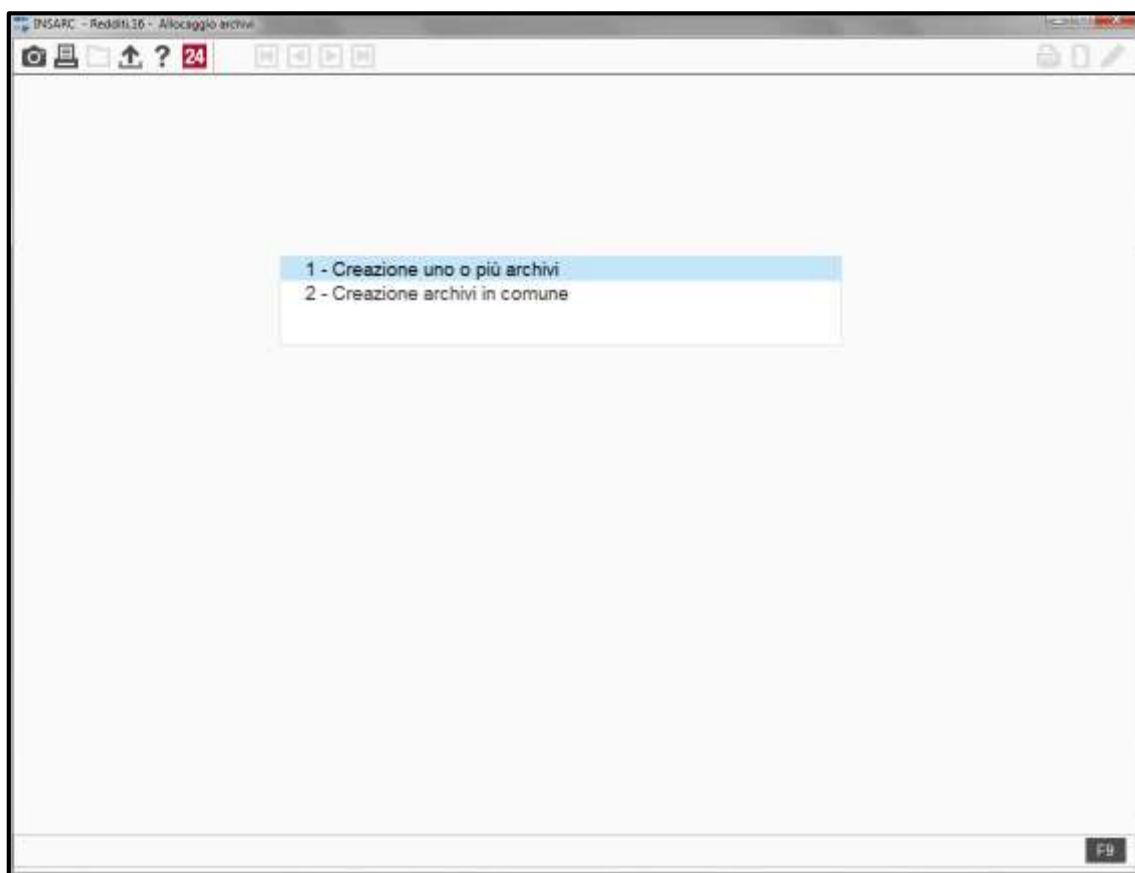 INSARC - Redditi.16 - Allocaggio archivi
? 24
1 - Creazione uno o più archivi
2 - Creazione archivi in comune
F9